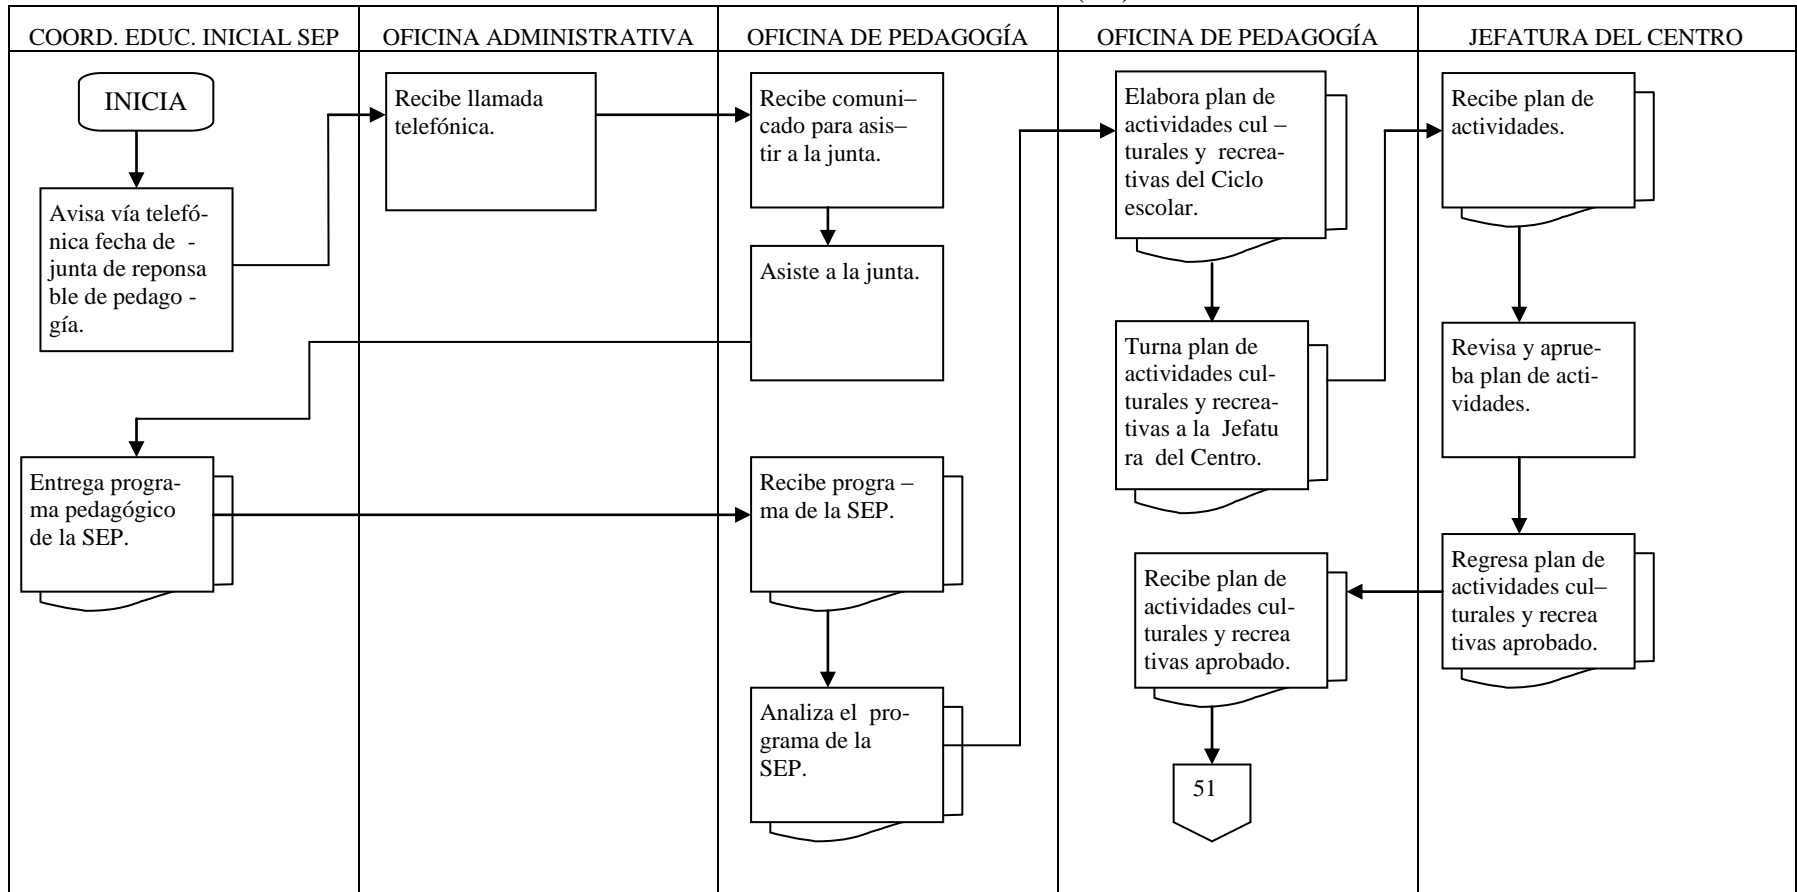 COORD. EDUC. INICIAL SEP
OFICINA ADMINISTRATIVA
OFICINA DE PEDAGOGÍA
OFICINA DE PEDAGOGÍA
JEFATURA DEL CENTRO
INICIA
Avisa vía telefó-
nica fecha de -
junta de reponsa
ble de pedago -
gía.
Recibe llamada
telefónica.
Recibe comuni–
cado para asis–
tir a la junta.
Asiste a la junta.
Entrega progra-
ma pedagógico
de la SEP.
Recibe progra –
ma de la SEP.
Analiza el pro-
grama de la
SEP.
Elabora plan de
actividades cul –
turales y recrea-
tivas del Ciclo
escolar.
Turna plan de
actividades cul-
turales y recrea-
tivas a la Jefatu
ra del Centro.
Recibe plan de
actividades.
Revisa y aprue-
ba plan de acti-
vidades.
Regresa plan de
actividades cul–
turales y recrea
tivas aprobado.
Recibe plan de
actividades cul-
turales y recrea
tivas aprobado.
51